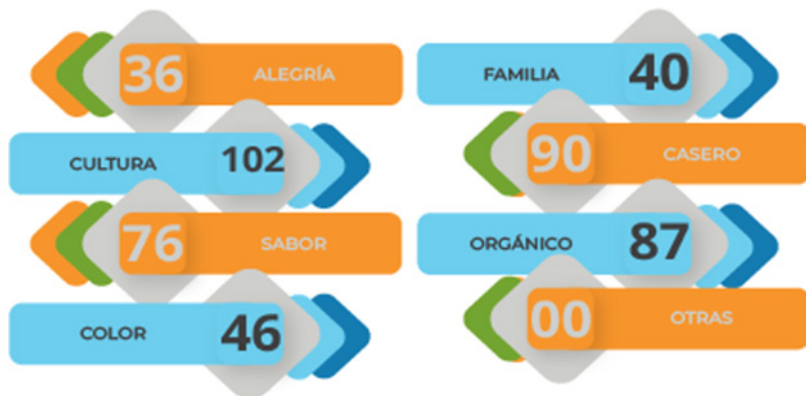 36 ALEGRÍA
CULTURA 102
76 SABOR
COLOR 46
FAMILIA 40
90 CASERO
ORGÁNICO 87
00 OTRAS